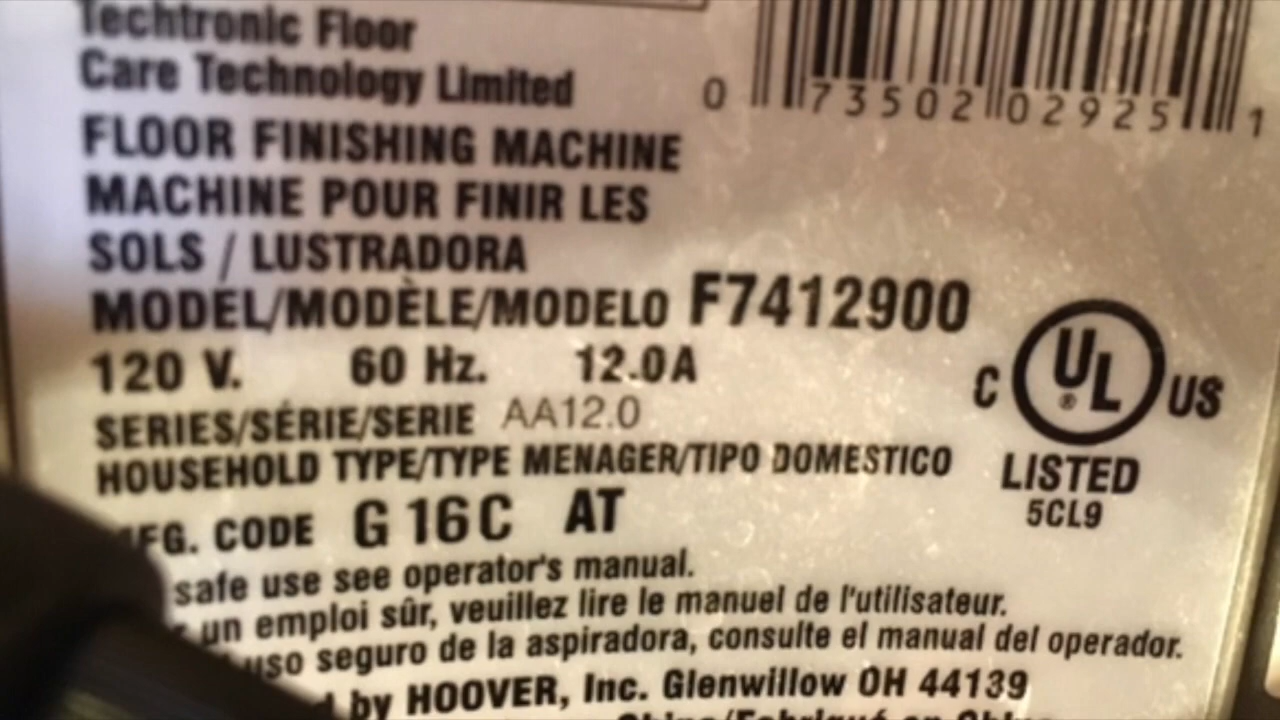 Techtronic Floor
Care Technology Limited
0 73502 02925 1
FLOOR FINISHING MACHINE
MACHINE POUR FINIR LES
SOLS / LUSTRADORA
MODEL/MODÈLE/MODELO F7412900
120 V. 60 Hz. 12.0A
C UL ® US
SERIES/SÉRIE/SERIE AA12.0
HOUSEHOLD TYPE/TYPE MENAGER/TIPO DOMESTICO
LISTED
5CL9
MFG. CODE G 16 C AT
safe use see operator's manual.
un emploi sûr, veuillez lire le manuel de l'utilisateur.
uso seguro de la aspiradora, consulte el manual del operador.
by HOOVER, Inc. Glenwillow OH 44139